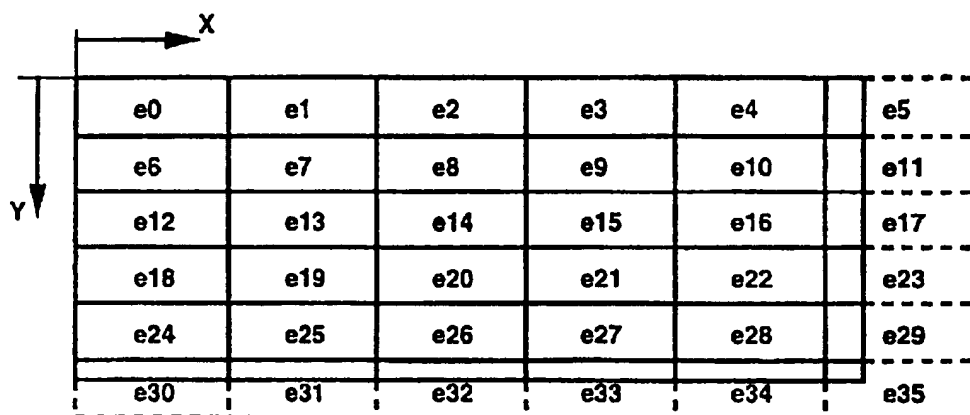 X
e0 e1 e2 e3 e4 e5
e6 e7 e8 e9 e10 e11
Y
e12 e13 e14 e15 e16 e17
e18 e19 e20 e21 e22 e23
e24 e25 e26 e27 e28 e29
e30 e31 e32 e33 e34 e35